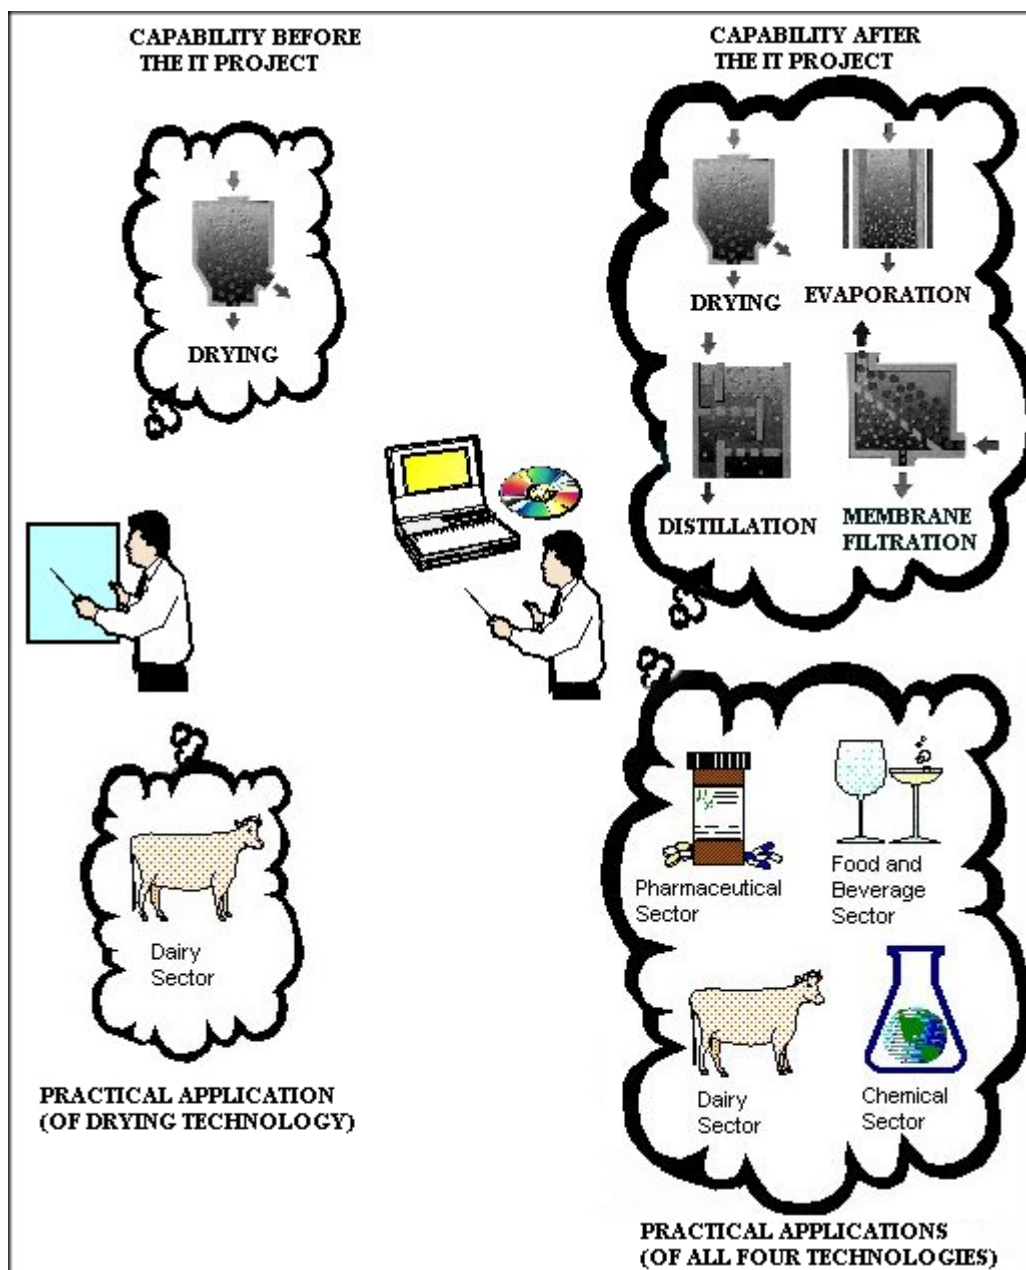 CAPABILITY BEFORE
THE IT PROJECT
DRYING
Dairy
Sector
PRACTICAL APPLICATION
(OF DRYING TECHNOLOGY)
CAPABILITY AFTER
THE IT PROJECT
DRYING
EVAPORATION
DISTILLATION
MEMBRANE
FILTRATION
Pharmaceutical
Sector
Food and
Beverage
Sector
Dairy
Sector
Chemical
Sector
PRACTICAL APPLICATIONS
(OF ALL FOUR TECHNOLOGIES)